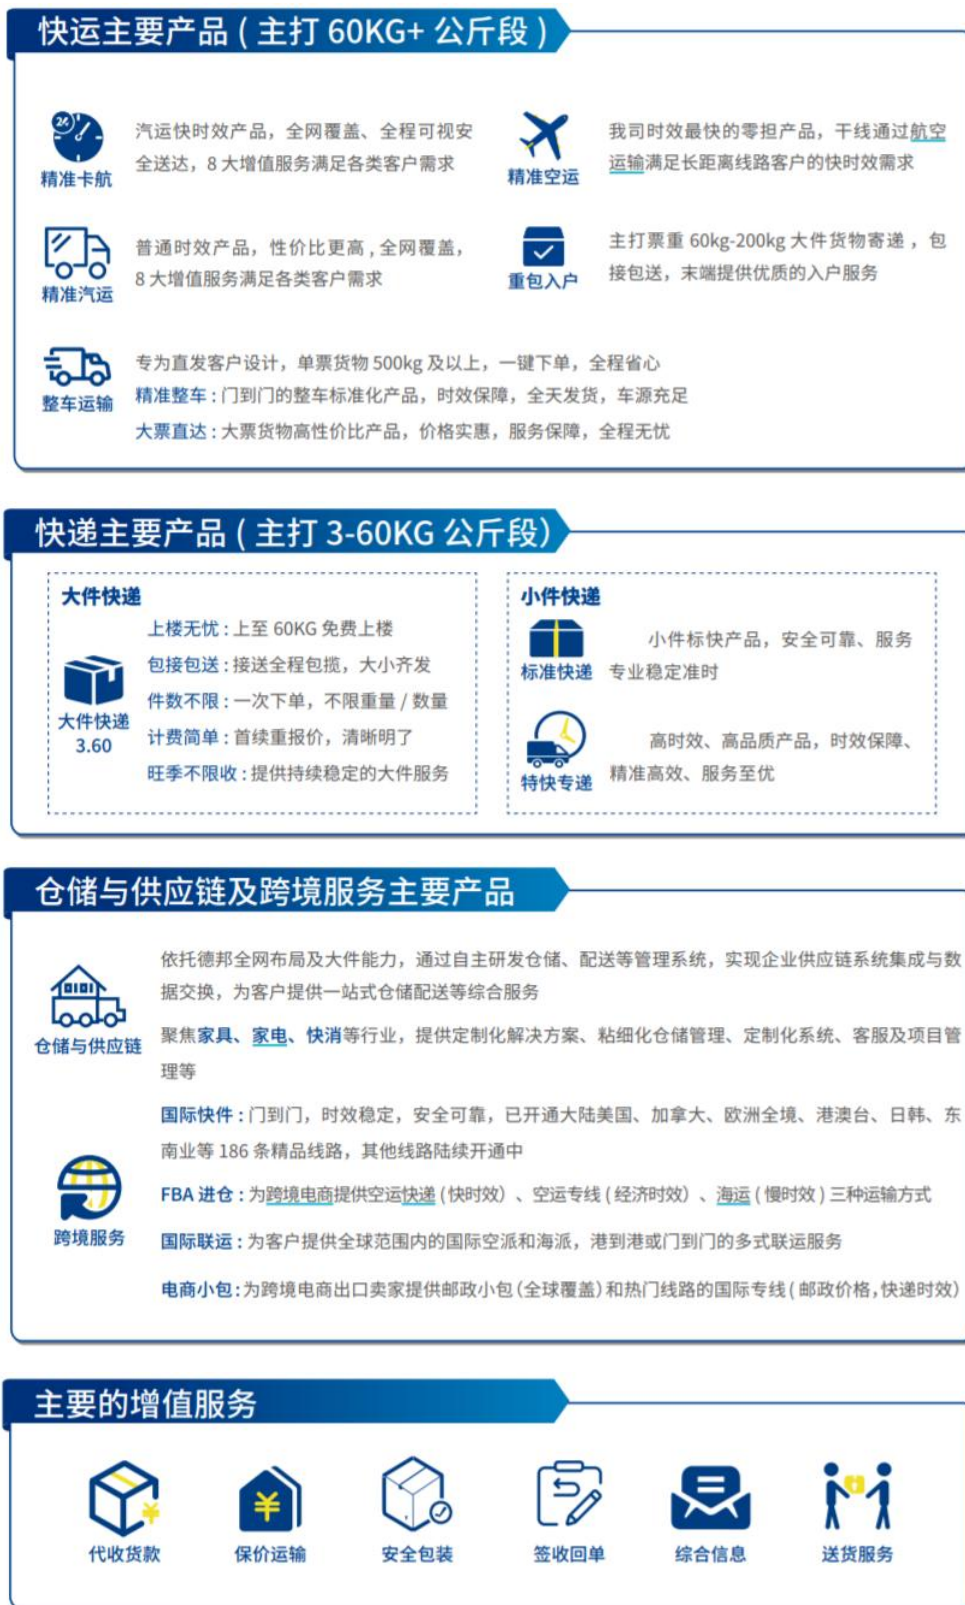 快运主要产品 ( 主打 60KG+ 公斤段 )
24
精准卡航
汽运快时效产品，全网覆盖、全程可视安
全送达，8 大增值服务满足各类客户需求
精准空运
我司时效最快的零担产品，干线通过航空
运输满足长距离线路客户的快时效需求
精准汽运
普通时效产品，性价比更高 , 全网覆盖，
8 大增值服务满足各类客户需求
重包入户
主打票重 60kg-200kg 大件货物寄递 ，包
接包送，末端提供优质的入户服务
整车运输
专为直发客户设计，单票货物 500kg 及以上，一键下单，全程省心
精准整车 : 门到门的整车标准化产品，时效保障，全天发货，车源充足
大票直达 : 大票货物高性价比产品，价格实惠，服务保障，全程无忧
快递主要产品 ( 主打 3-60KG 公斤段）
大件快递
大件快递
3.60
上楼无忧 : 上至 60KG 免费上楼
包接包送 : 接送全程包揽，大小齐发
件数不限 : 一次下单，不限重量 / 数量
计费简单 : 首续重报价，清晰明了
旺季不限收 : 提供持续稳定的大件服务
小件快递
标准快递
小件标快产品，安全可靠、服务
专业稳定准时
特快专递
高时效、高品质产品，时效保障、
精准高效、服务至优
仓储与供应链及跨境服务主要产品
仓储与供应链
依托德邦全网布局及大件能力，通过自主研发仓储、配送等管理系统，实现企业供应链系统集成与数
据交换，为客户提供一站式仓储配送等综合服务
聚焦家具、家电、快消等行业，提供定制化解决方案、粘细化仓储管理、定制化系统、客服及项目管
理等
跨境服务
国际快件 : 门到门，时效稳定，安全可靠，已开通大陆美国、加拿大、欧洲全境、港澳台、日韩、东
南业等 186 条精品线路，其他线路陆续开通中
FBA 进仓 : 为跨境电商提供空运快递 ( 快时效）、空运专线 ( 经济时效）、海运 ( 慢时效 ) 三种运输方式
国际联运 : 为客户提供全球范围内的国际空派和海派，港到港或门到门的多式联运服务
电商小包 : 为跨境电商出口卖家提供邮政小包（全球覆盖）和热门线路的国际专线 ( 邮政价格，快递时效）
主要的增值服务
代收货款
保价运输
安全包装
签收回单
综合信息
送货服务